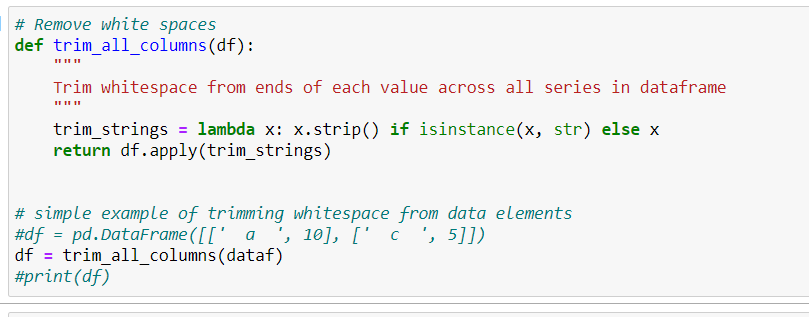 # Remove white spaces
def trim_all_columns(df):
    """
    Trim whitespace from ends of each value across all series in dataframe
    """
    trim_strings = lambda x: x.strip() if isinstance(x, str) else x
    return df.apply(trim_strings)
# simple example of trimming whitespace from data elements
#df = pd.DataFrame([['  a  ', 10], ['  c  ', 5]])
df = trim_all_columns(dataf)
#print(df)